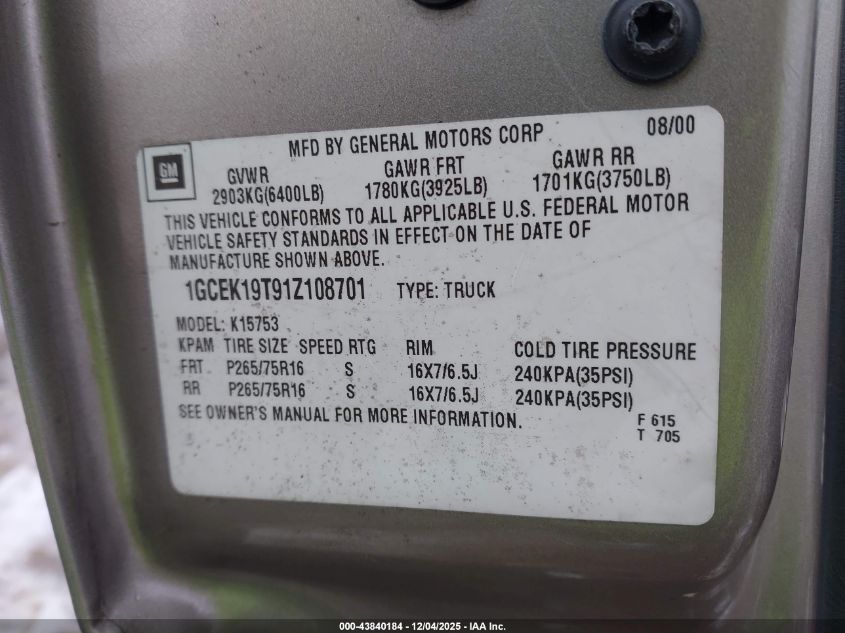 GM
MFD BY GENERAL MOTORS CORP 08/00
GVWR GAWR FRT GAWR RR
2903KG(6400LB) 1780KG(3925LB) 1701KG(3750LB)
THIS VEHICLE CONFORMS TO ALL APPLICABLE U.S. FEDERAL MOTOR
VEHICLE SAFETY STANDARDS IN EFFECT ON THE DATE OF
MANUFACTURE SHOWN ABOVE.
1GCEK19T91Z108701 TYPE: TRUCK
MODEL: K15753
KPAM TIRE SIZE SPEED RTG RIM COLD TIRE PRESSURE
FRT P265/75R16 S 16X7/6.5J 240KPA(35PSI)
RR P265/75R16 S 16X7/6.5J 240KPA(35PSI)
SEE OWNER'S MANUAL FOR MORE INFORMATION.
F 615
T 705
000-43840184 - 12/04/2025 - IAA Inc.